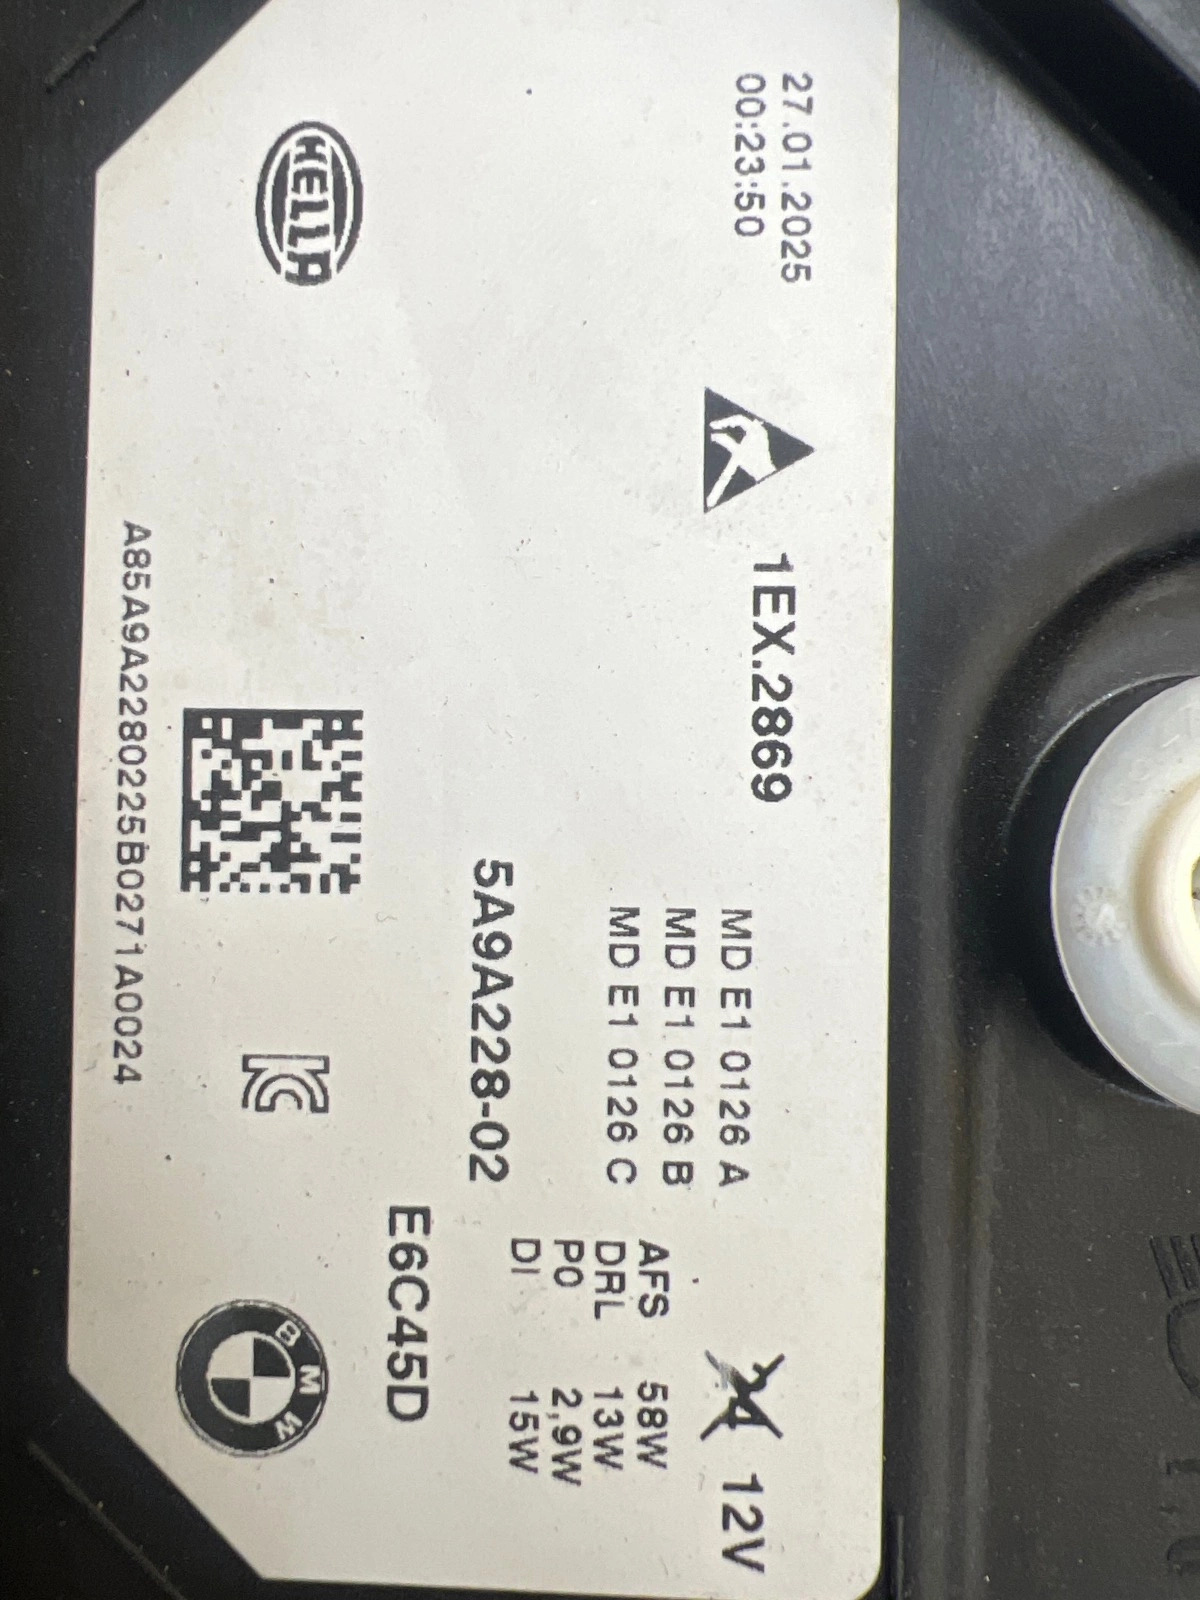 27.01.2025
00:23:50
1EX.2869
MD E1 0126 A
MD E1 0126 B
MD E1 0126 C
12V
AFS 58W
DRL 13W
P0 2,9W
DI 15W
5A9A228-02
E6C45D
HELLA
BMW
A85A9A2280225B0271A0024